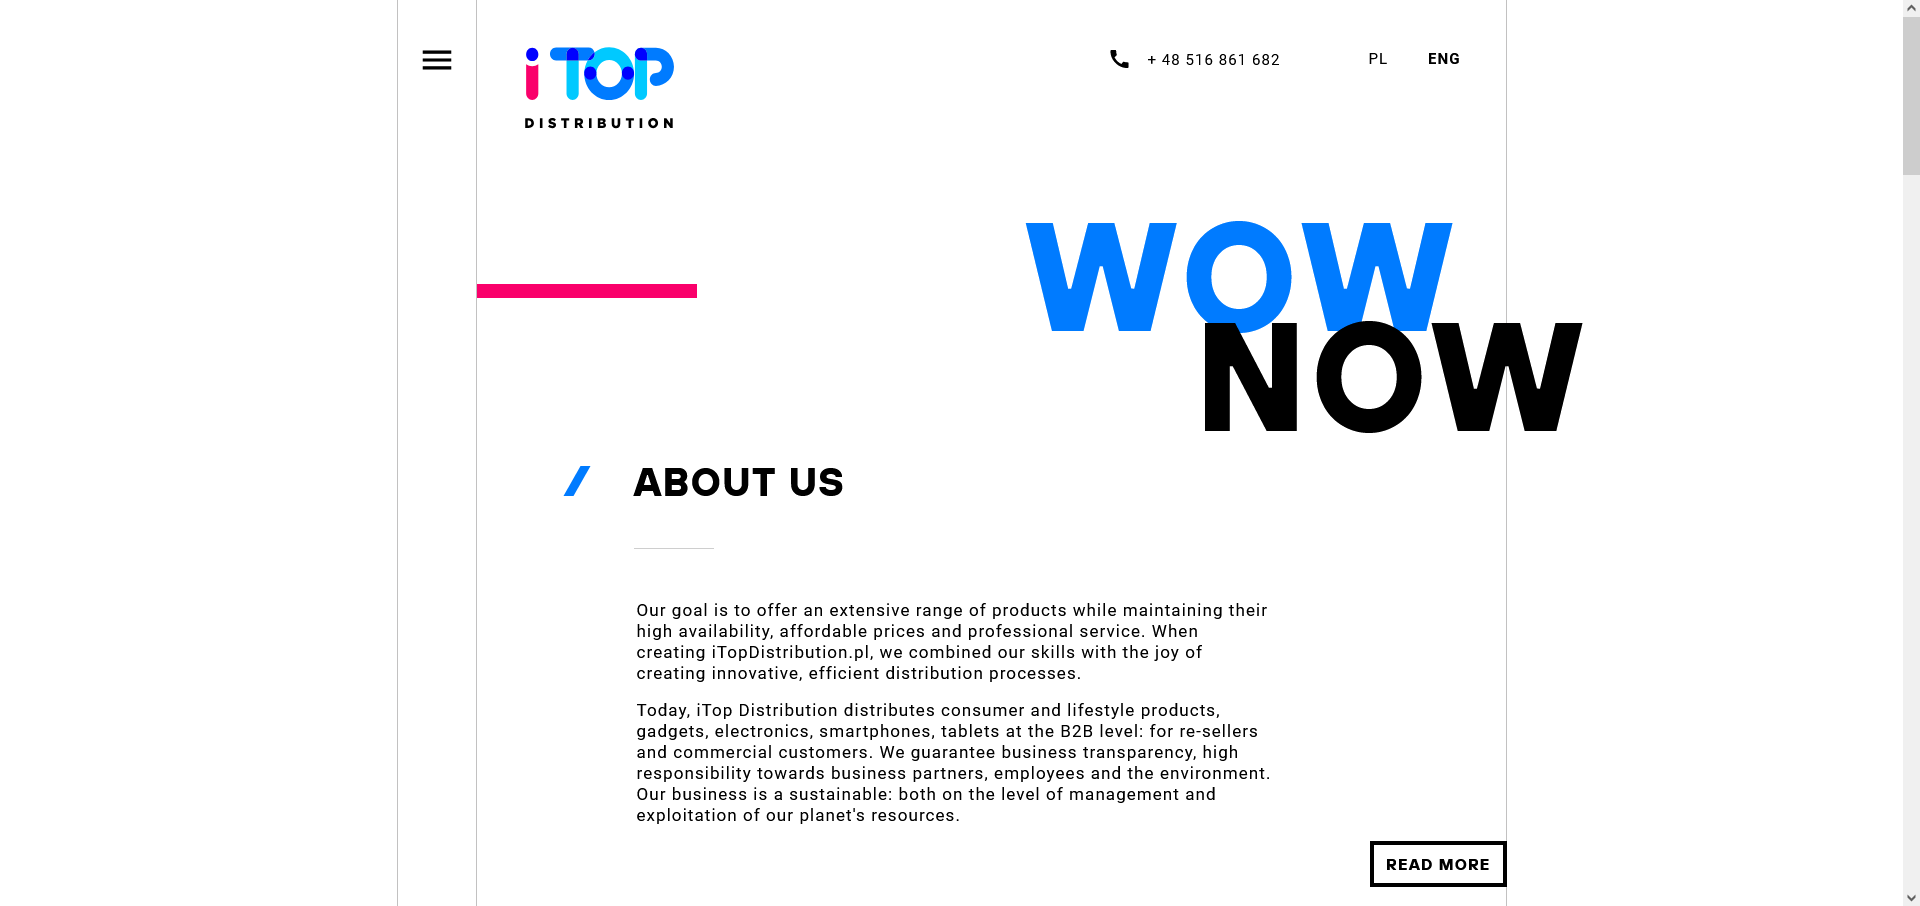 iTOP
DISTRIBUTION
+ 48 516 861 682
PL
ENG
WOW
NOW
ABOUT US
Our goal is to offer an extensive range of products while maintaining their
high availability, affordable prices and professional service. When
creating iTopDistribution.pl, we combined our skills with the joy of
creating innovative, efficient distribution processes.
Today, iTop Distribution distributes consumer and lifestyle products,
gadgets, electronics, smartphones, tablets at the B2B level: for re-sellers
and commercial customers. We guarantee business transparency, high
responsibility towards business partners, employees and the environment.
Our business is a sustainable: both on the level of management and
exploitation of our planet's resources.
READ MORE